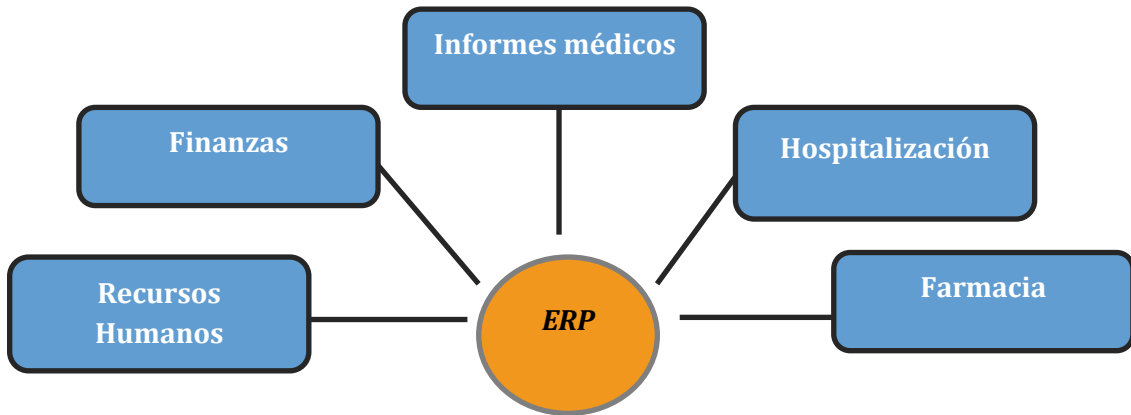 Informes médicos
Finanzas
Hospitalización
Recursos
Humanos
Farmacia
ERP